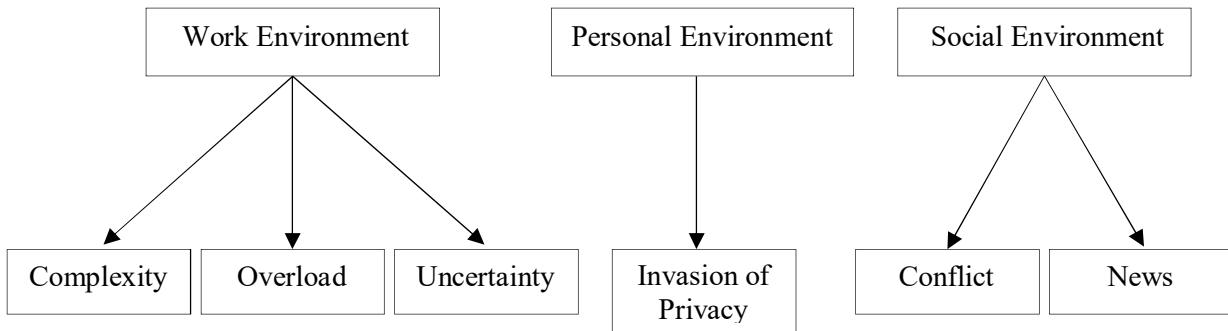 Work Environment
Personal Environment
Social Environment
Complexity
Overload
Uncertainty
Invasion of
Privacy
Conflict
News